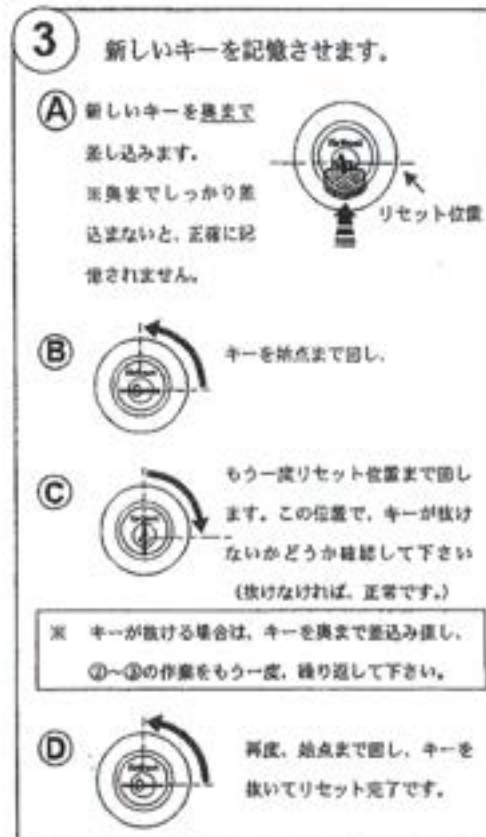 3 新しいキーを記憶させます。
A 新しいキーを奥まで
差し込みます。
※奥までしっかり差
込まないと、正確に記
憶されません。
リセット位置
B キーを始点まで回し、
C もう一度リセット位置まで回し
ます。この位置で、キーが抜け
ないかどうか確認して下さい
(抜けなければ、正常です。)
※ キーが抜ける場合は、キーを奥まで差込み直し、
②~③の作業をもう一度、繰り返して下さい。
D 再度、始点まで回し、キーを
抜いてリセット完了です。